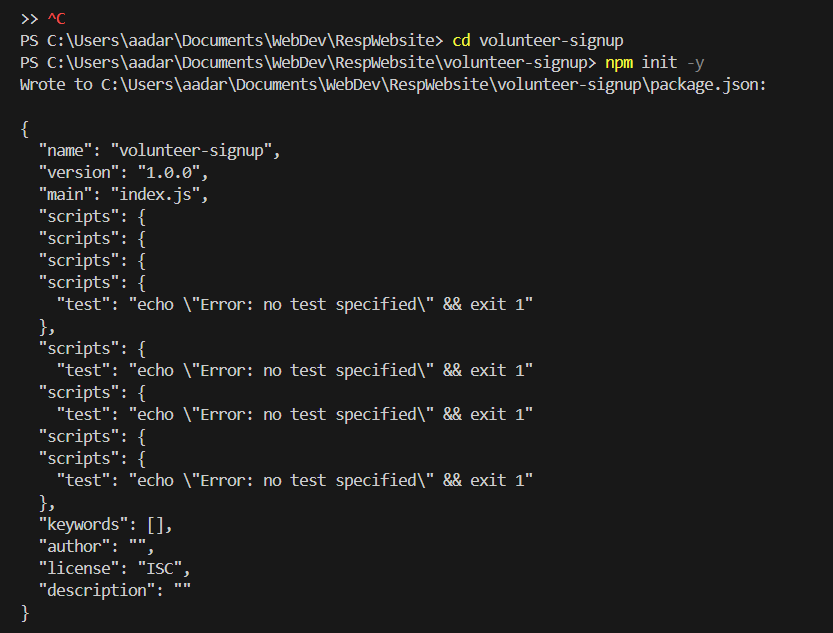 >> ^C
PS C:\Users\aadar\Documents\WebDev\RespWebsite> cd volunteer-signup
PS C:\Users\aadar\Documents\WebDev\RespWebsite\volunteer-signup> npm init -y
Wrote to C:\Users\aadar\Documents\WebDev\RespWebsite\volunteer-signup\package.json:

{
  "name": "volunteer-signup",
  "version": "1.0.0",
  "main": "index.js",
  "scripts": {
  "scripts": {
  "scripts": {
  "scripts": {
    "test": "echo \"Error: no test specified\" && exit 1"
  },
  "scripts": {
    "test": "echo \"Error: no test specified\" && exit 1"
  "scripts": {
    "test": "echo \"Error: no test specified\" && exit 1"
  "scripts": {
  "scripts": {
    "test": "echo \"Error: no test specified\" && exit 1"
  },
  "keywords": [],
  "author": "",
  "license": "ISC",
  "description": ""
}